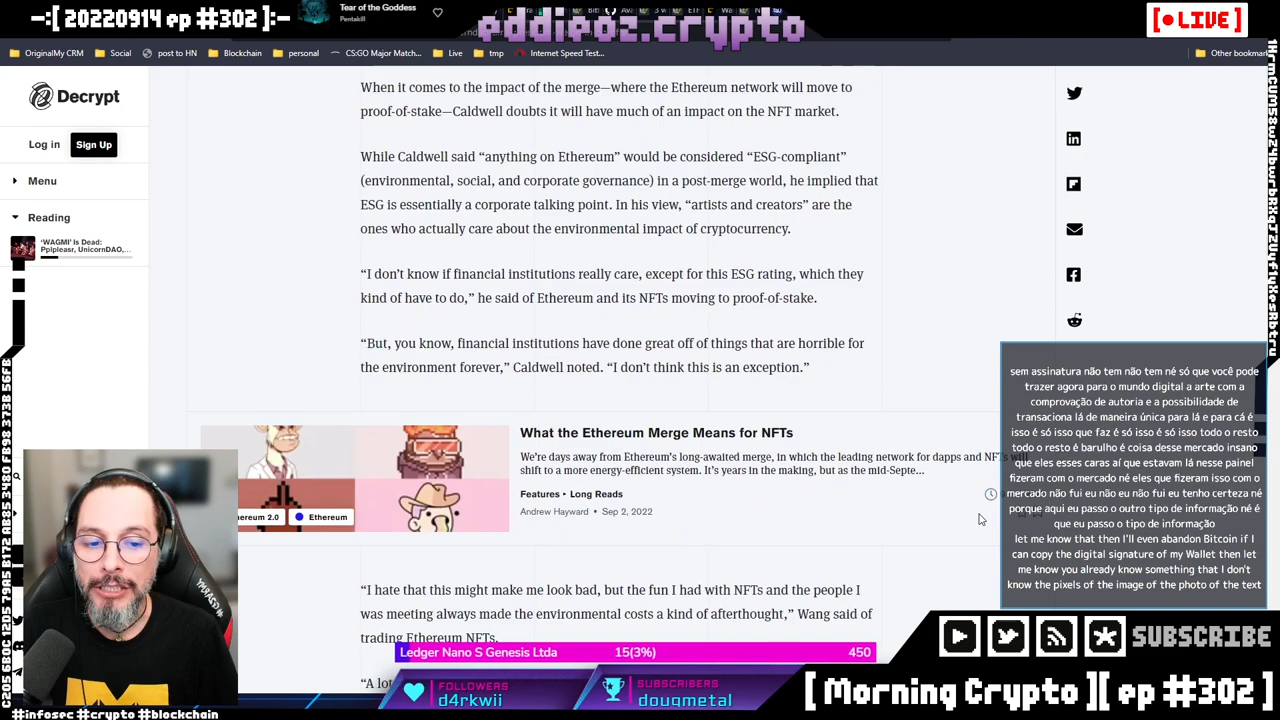 -:[ 20220914 ep #302 ]:-
Tear of the Goddess
Pentakill
eddieoz.crypto
[ LIVE ]
OriginalMy CRM
Social
post to HN
Blockchain
personal
CS:GO Major Match...
Live
tmp
Internet Speed Test...
Other bookmar
Decrypt
Log in
Sign Up
Menu
Reading
'WAGMI' Is Dead:
Pplpleasr, UnicornDAO,...
When it comes to the impact of the merge—where the Ethereum network will move to
proof-of-stake—Caldwell doubts it will have much of an impact on the NFT market.
While Caldwell said “anything on Ethereum” would be considered “ESG-compliant”
(environmental, social, and corporate governance) in a post-merge world, he implied that
ESG is essentially a corporate talking point. In his view, “artists and creators” are the
ones who actually care about the environmental impact of cryptocurrency.
“I don’t know if financial institutions really care, except for this ESG rating, which they
kind of have to do,” he said of Ethereum and its NFTs moving to proof-of-stake.
“But, you know, financial institutions have done great off of things that are horrible for
the environment forever,” Caldwell noted. “I don’t think this is an exception.”
What the Ethereum Merge Means for NFTs
We’re days away from Ethereum’s long-awaited merge, in which the leading network for dapps and NFTs will
shift to a more energy-efficient system. It’s years in the making, but as the mid-Septe...
Features • Long Reads
Andrew Hayward • Sep 2, 2022
ereum 2.0
Ethereum
“I hate that this might make me look bad, but the fun I had with NFTs and the people I
was meeting always made the environmental costs a kind of afterthought,” Wang said of
trading Ethereum NFTs.
“A lot
sem assinatura não tem não tem né só que você pode
trazer agora para o mundo digital a arte com a
comprovação de autoria e a possibilidade de
transaciona lá de maneira única para lá e para cá é
isso é só isso que faz é só isso é só isso todo o resto
todo o resto é barulho é coisa desse mercado insano
que eles esses caras aí que estavam lá nesse painel
fizeram com o mercado né eles que fizeram isso com o
mercado não fui eu não eu não fui eu tenho certeza né
porque aqui eu passo o outro tipo de informação né é
que eu passo o tipo de informação
let me know that then I'll even abandon Bitcoin if I
can copy the digital signature of my Wallet then let
me know you already know something that I don't
know the pixels of the image of the photo of the text
SUBSCRIBE
Ledger Nano S Genesis Ltda
15(3%)
450
FOLLOWERS
d4rkwii
SUBSCRIBERS
dougmetal
[ Morning Crypto ][ ep #302 ]
#infosec #crypto #blockchain